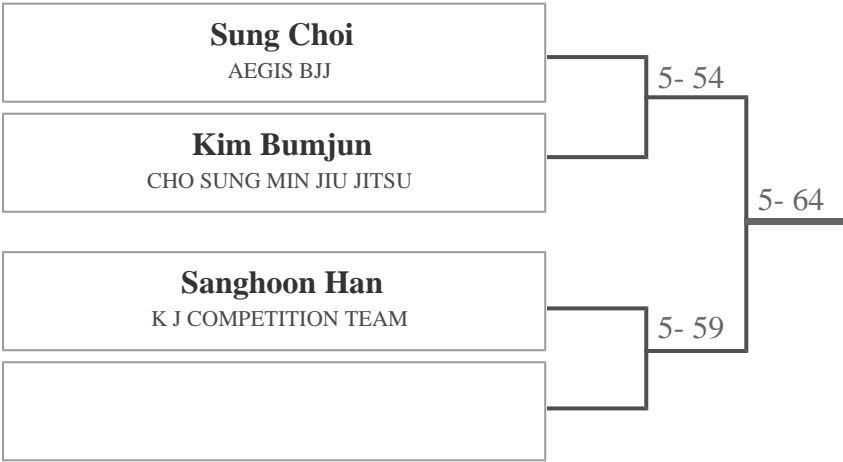 Sung Choi
AEGIS BJJ
5- 54
Kim Bumjun
CHO SUNG MIN JIU JITSU
5- 64
Sanghoon Han
K J COMPETITION TEAM
5- 59